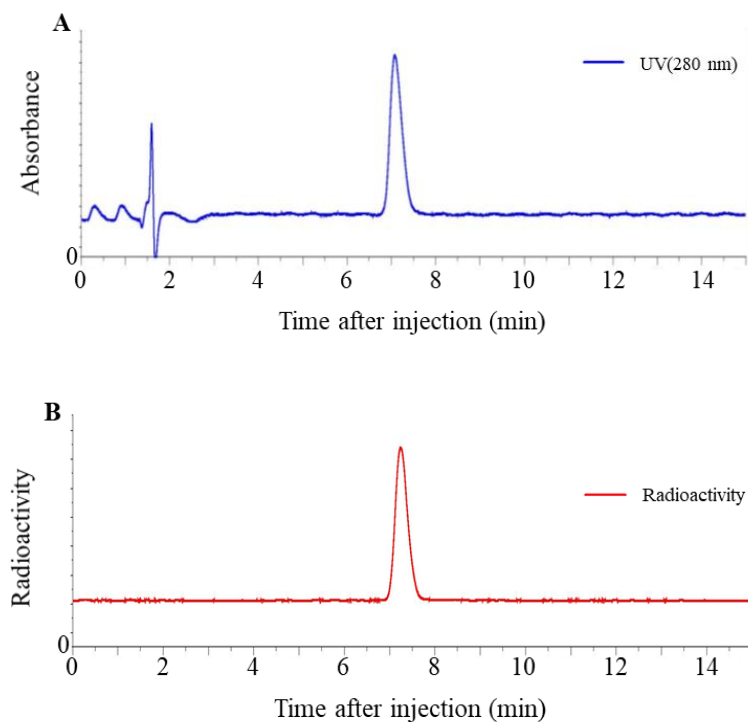 A
UV(280 nm)
Absorbance
0
0 2 4 6 8 10 12 14
Time after injection (min)
B
Radioactivity
Radioactivity
0
0 2 4 6 8 10 12 14
Time after injection (min)